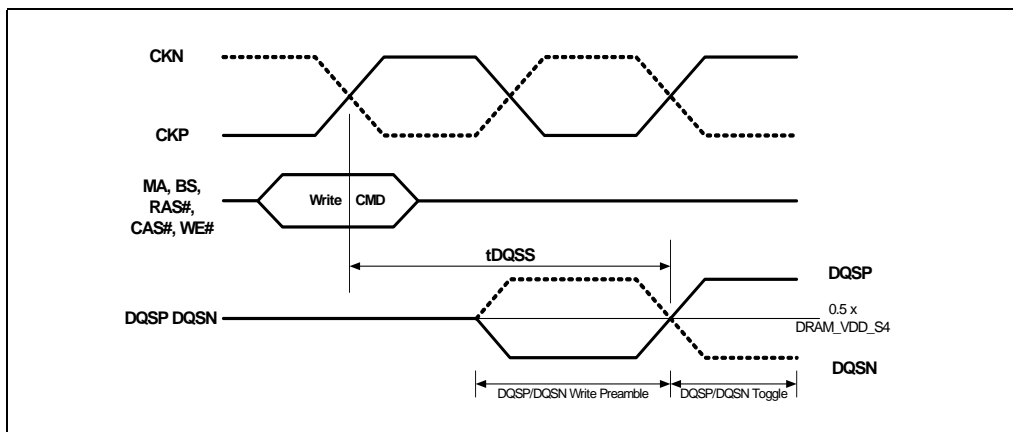 CKN
CKP
MA, BS,
RAS#,
CAS#, WE#
Write CMD
tDQSS
DQSP
DQSP DQSN
0.5 x
DRAM_VDD_S4
DQSN
DQSP/DQSN Write Preamble
DQSP/DQSN Toggle